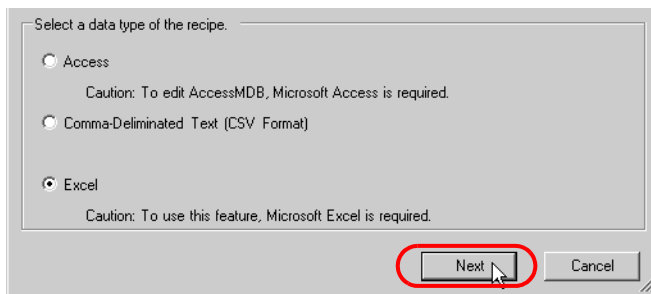 Select a data type of the recipe.
Access
Caution: To edit AccessMDB, Microsoft Access is required.
Comma-Deliminated Text (CSV Format)
Excel
Caution: To use this feature, Microsoft Excel is required.
Next
Cancel